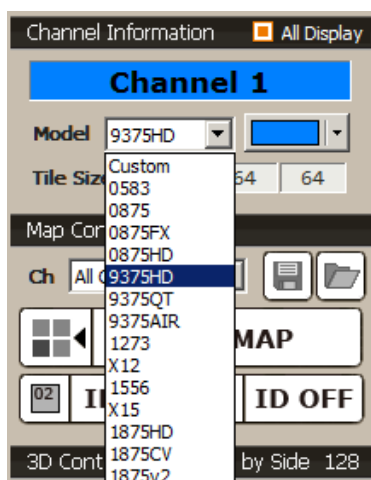 Channel Information All Display
Channel 1
Model 9375HD
Custom
Tile Siz 64 64
0583
0875
Map Con 0875FX
0875HD
Ch All 9375HD
9375QT
9375AIR
1273
MAP
X12
1556
02 ID OFF
X15
1875HD
3D Cont 1875CV by Side 128
1875v2